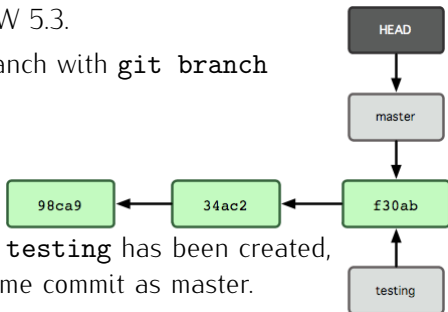 W 5.3.
HEAD
anch with git branch
master
98ca9
34ac2
f30ab
testing has been created,
me commit as master.
testing